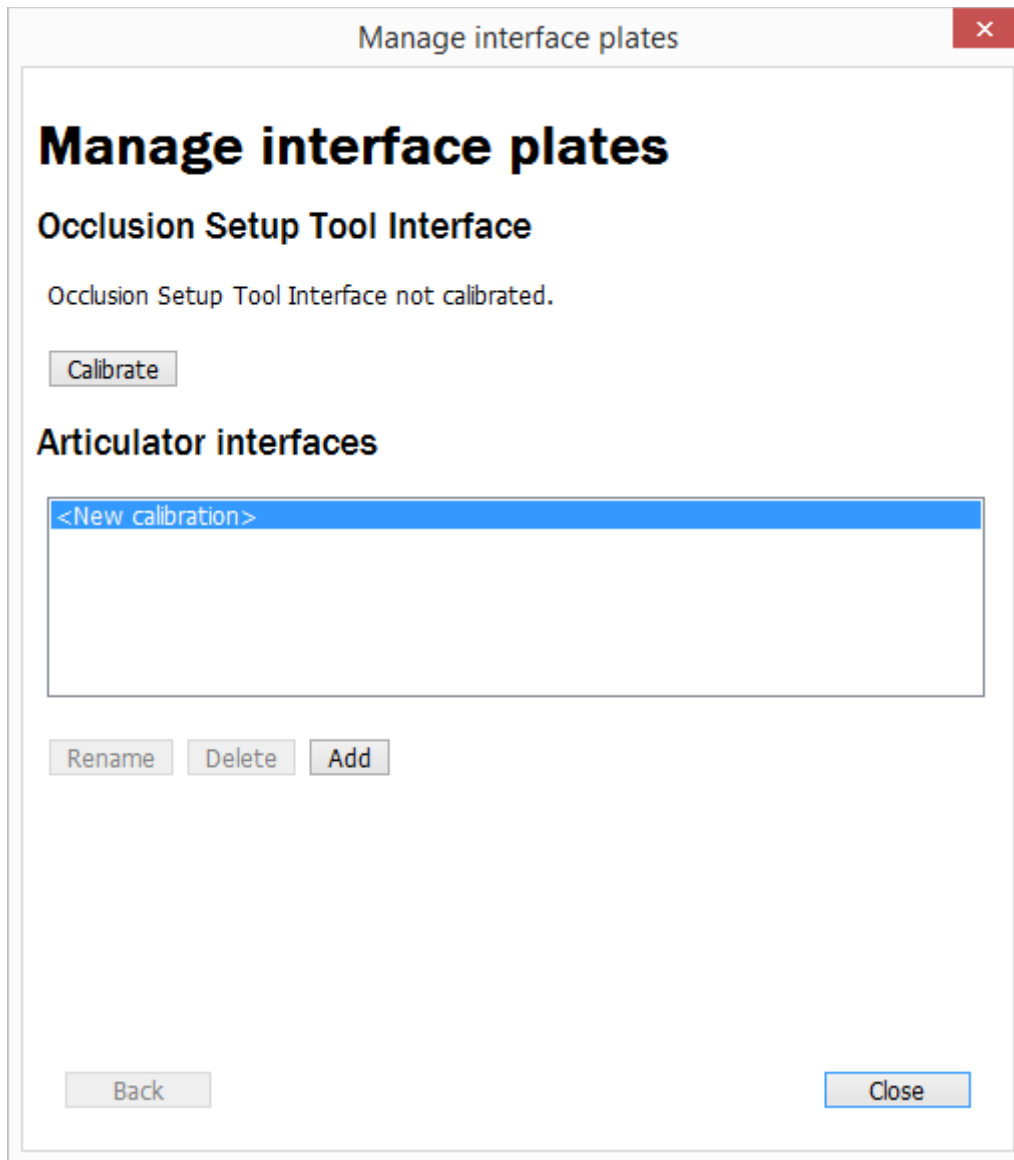 Manage interface plates
Manage interface plates
Occlusion Setup Tool Interface
Occlusion Setup Tool Interface not calibrated.
Calibrate
Articulator interfaces
<New calibration>
Rename Delete Add
Back Close